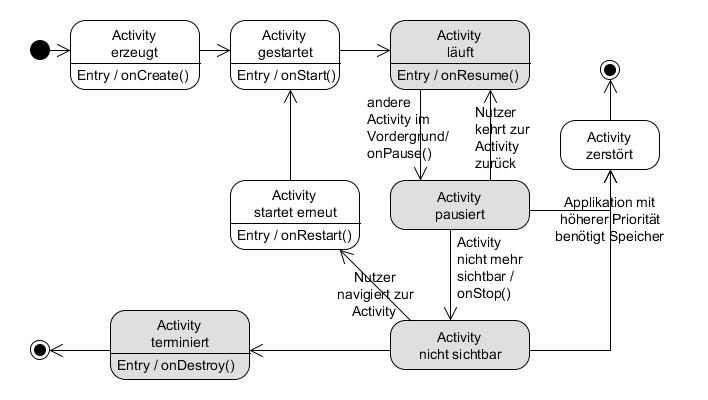 Activity
erzeugt
Entry / onCreate()
Activity
gestartet
Entry / onStart()
Activity
läuft
Entry / onResume()
andere
Activity im
Vordergrund/
onPause()
Nutzer
kehrt zur
Activity
zurück
Activity
zerstört
Activity
startet erneut
Entry / onRestart()
Activity
pausiert
Applikation mit
höherer Priorität
benötigt Speicher
Activity
nicht mehr
sichtbar /
onStop()
Nutzer
navigiert zur
Activity
Activity
terminiert
Entry / onDestroy()
Activity
nicht sichtbar